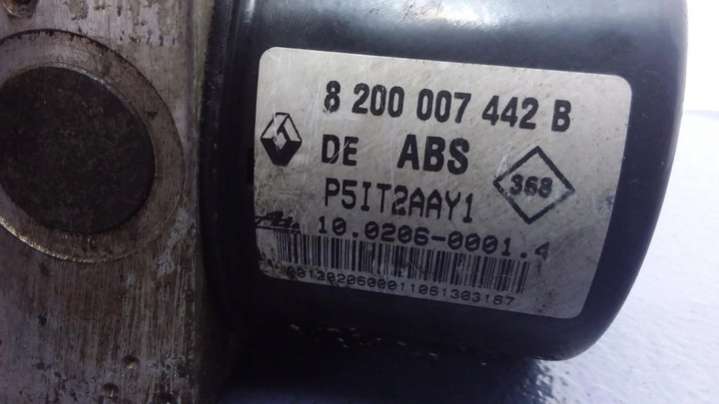 8 200 007 442 B
DE ABS
368
P5IT2AAY1
10.0206-0001.4